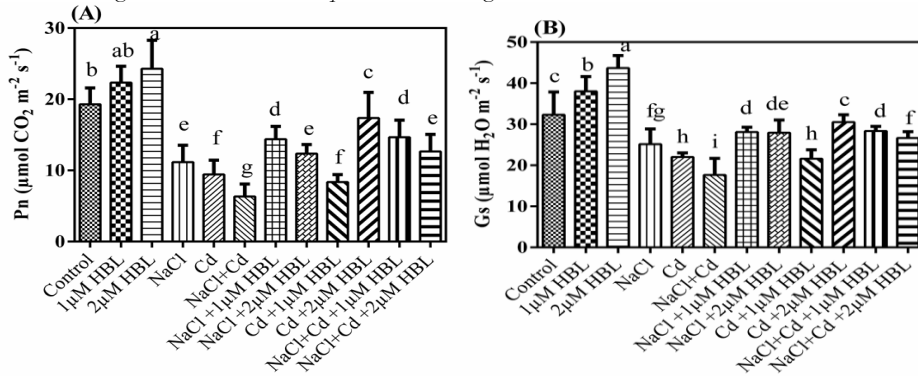 (A)
Pn (µmol CO2 m⁻² s⁻¹)
30
20
10
0
b
ab
a
e
f
g
d
e
f
c
d
e
Control
1µM HBL
2µM HBL
NaCl
Cd
NaCl+Cd
NaCl +1µM HBL
NaCl +2µM HBL
Cd +1µM HBL
Cd +2µM HBL
NaCl+Cd +1µM HBL
NaCl+Cd +2µM HBL
(B)
Gs (µmol H2O m⁻² s⁻¹)
50
40
30
20
10
0
c
b
a
fg
h
i
d
de
h
c
d
f
Control
1µM HBL
2µM HBL
NaCl
Cd
NaCl+Cd
NaCl +1µM HBL
NaCl +2µM HBL
Cd +1µM HBL
Cd +2µM HBL
NaCl+Cd +1µM HBL
NaCl+Cd +2µM HBL